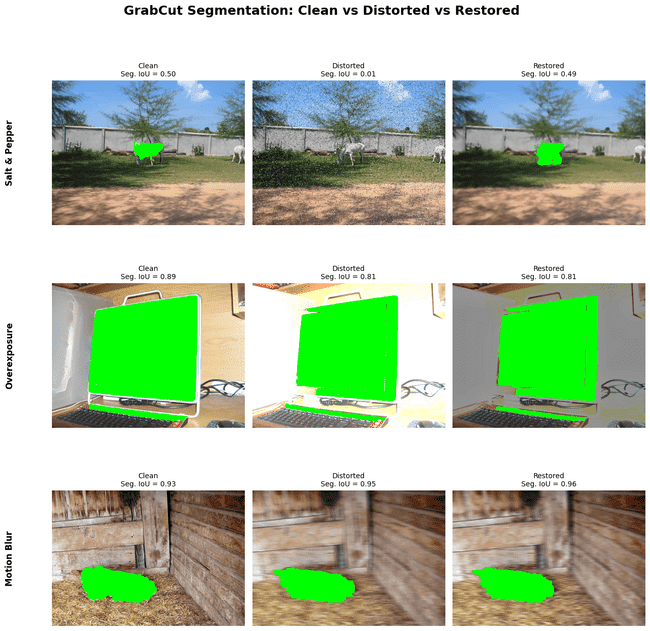 GrabCut Segmentation: Clean vs Distorted vs Restored
Salt & Pepper
Clean
Seg. IoU = 0.50
Distorted
Seg. IoU = 0.01
Restored
Seg. IoU = 0.49
Overexposure
Clean
Seg. IoU = 0.89
Distorted
Seg. IoU = 0.81
Restored
Seg. IoU = 0.81
Motion Blur
Clean
Seg. IoU = 0.93
Distorted
Seg. IoU = 0.95
Restored
Seg. IoU = 0.96